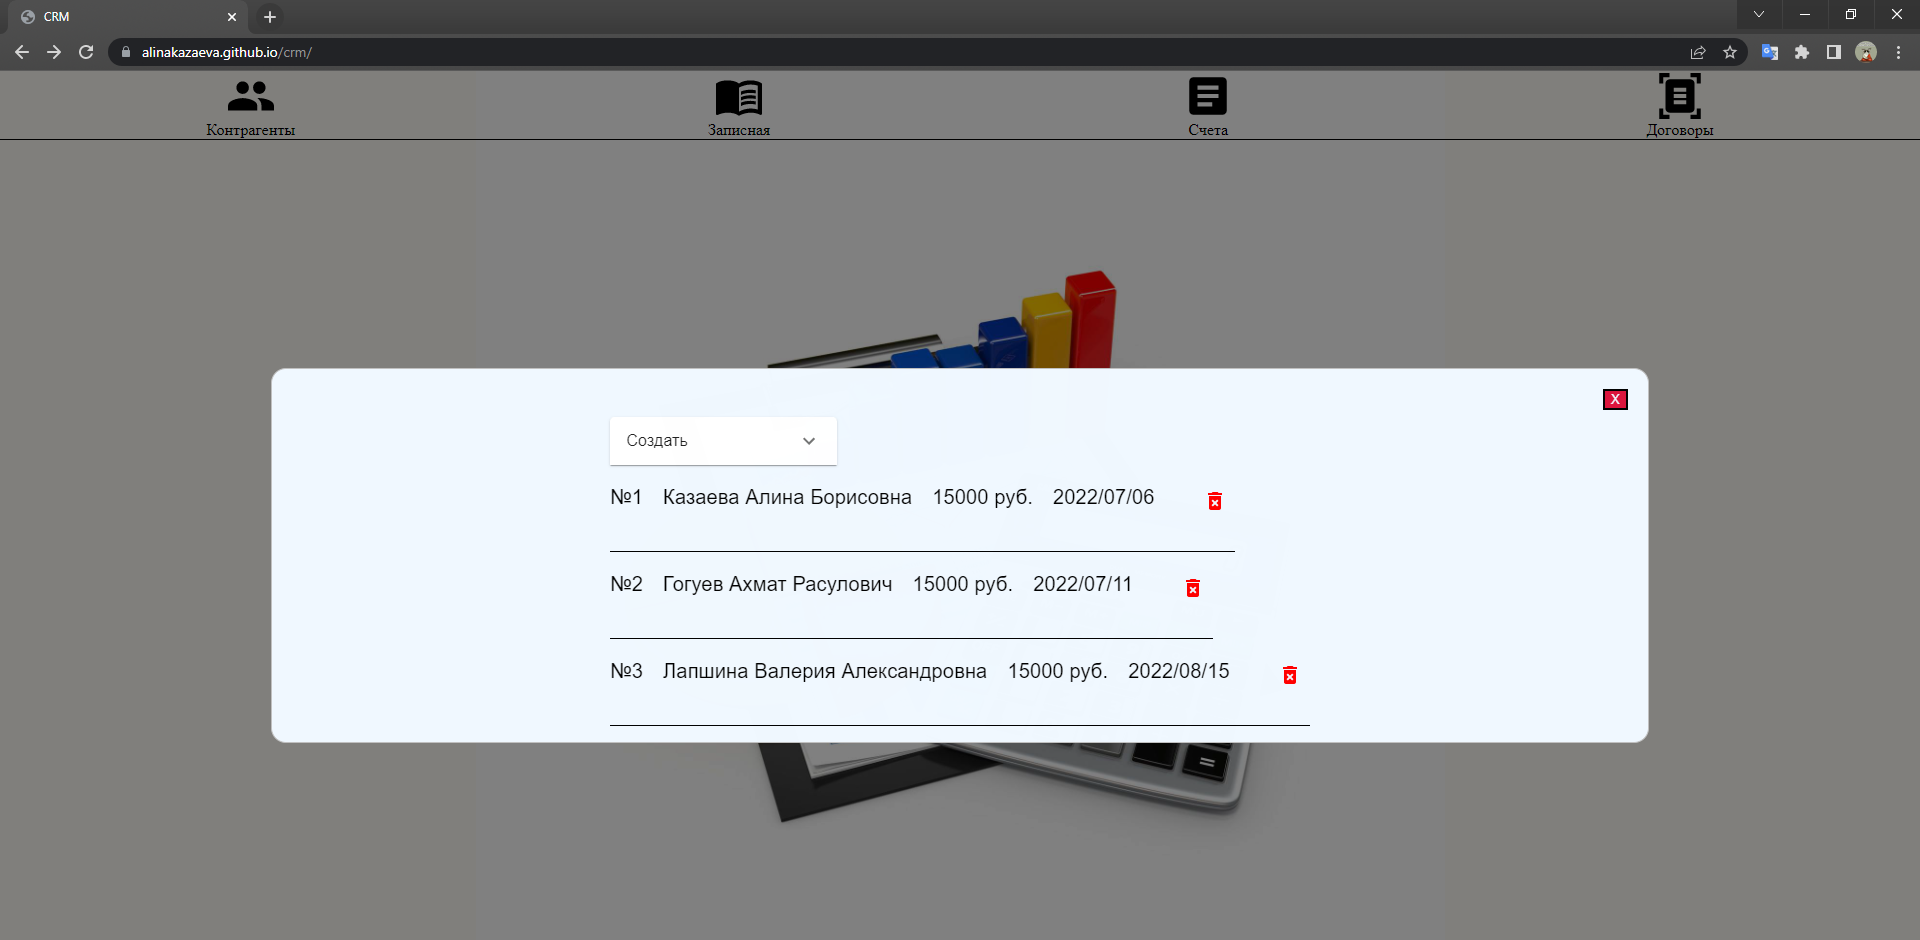 CRM
alinakazaeva.github.io/crm/
Контрагенты
Записная
Счета
Договоры
X
Создать
№1 Казаева Алина Борисовна 15000 руб. 2022/07/06
№2 Гогуев Ахмат Расулович 15000 руб. 2022/07/11
№3 Лапшина Валерия Александровна 15000 руб. 2022/08/15
=